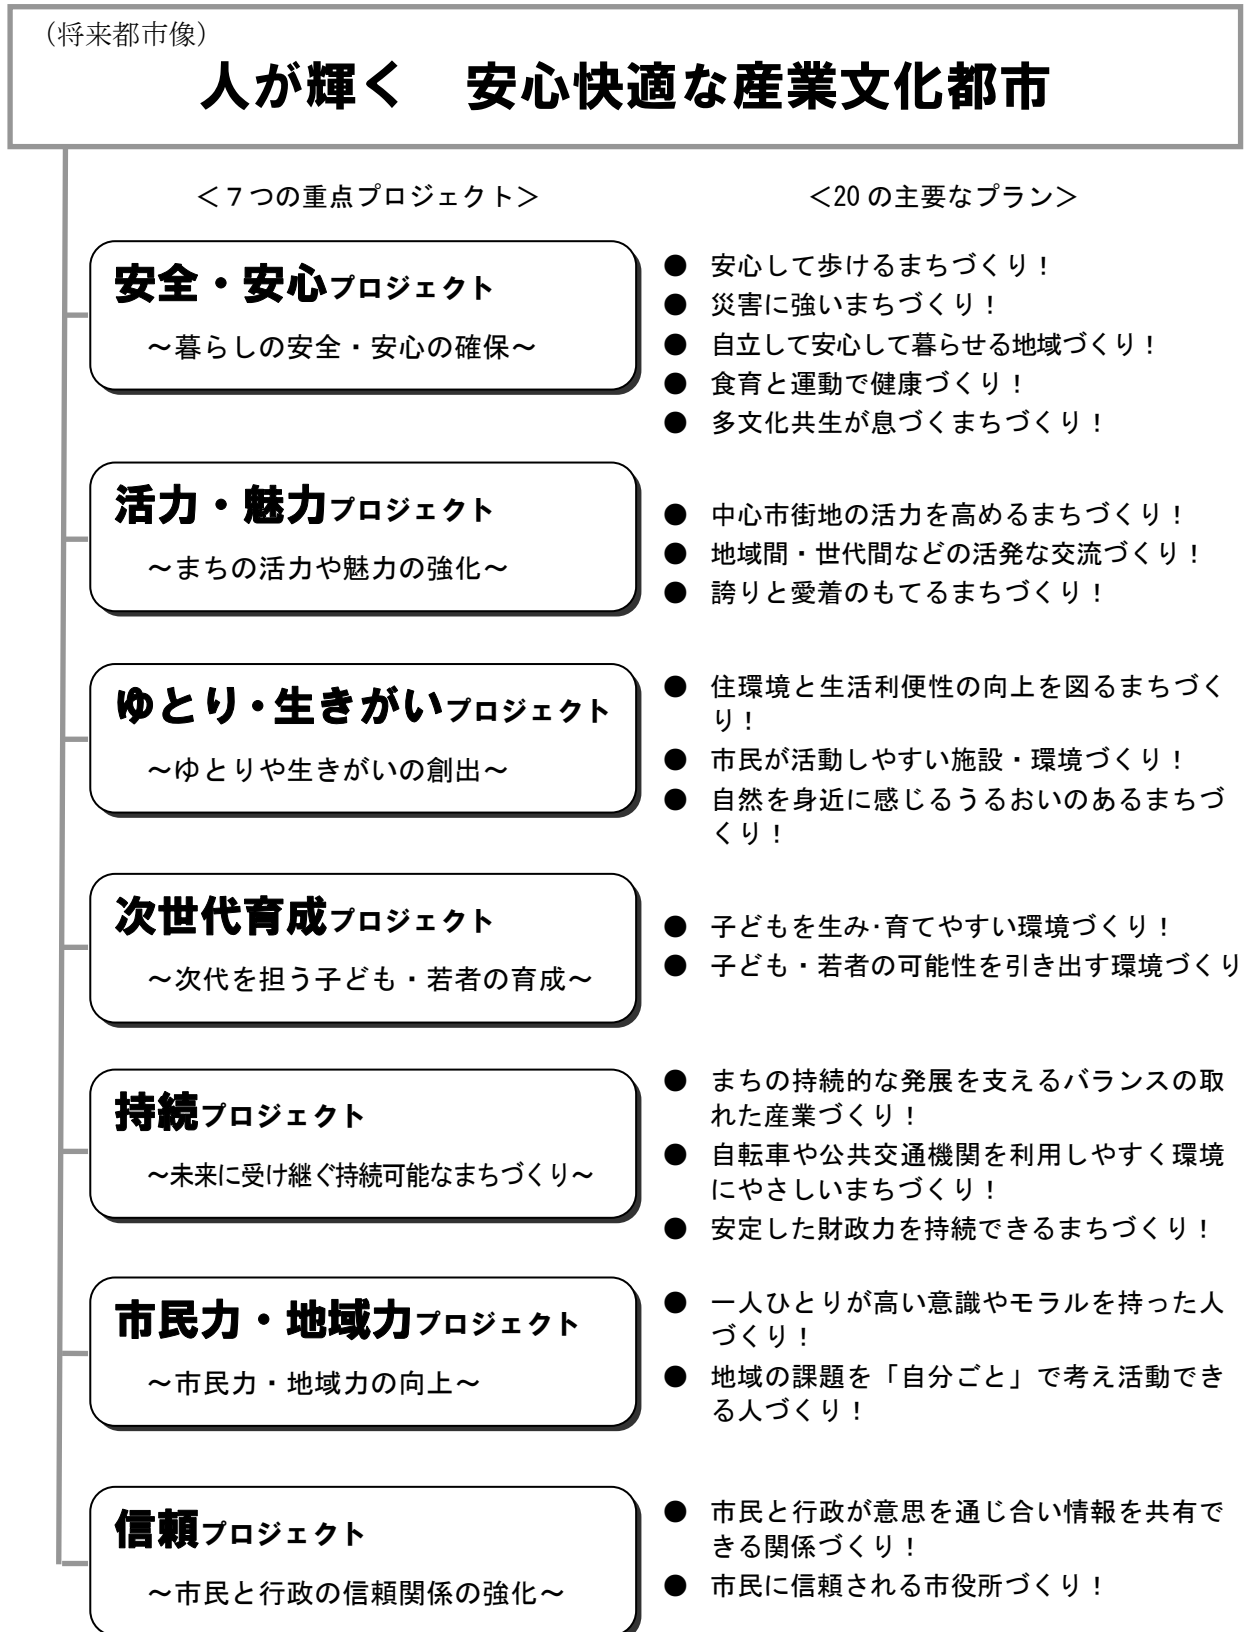 （将来都市像）
人が輝く　安心快適な産業文化都市
＜７つの重点プロジェクト＞
＜20の主要なプラン＞
安全・安心プロジェクト
～暮らしの安全・安心の確保～
● 安心して歩けるまちづくり！
● 災害に強いまちづくり！
● 自立して安心して暮らせる地域づくり！
● 食育と運動で健康づくり！
● 多文化共生が息づくまちづくり！
活力・魅力プロジェクト
～まちの活力や魅力の強化～
● 中心市街地の活力を高めるまちづくり！
● 地域間・世代間などの活発な交流づくり！
● 誇りと愛着のもてるまちづくり！
ゆとり・生きがいプロジェクト
～ゆとりや生きがいの創出～
● 住環境と生活利便性の向上を図るまちづく
り！
● 市民が活動しやすい施設・環境づくり！
● 自然を身近に感じるうるおいのあるまちづ
くり！
次世代育成プロジェクト
～次代を担う子ども・若者の育成～
● 子どもを生み･育てやすい環境づくり！
● 子ども・若者の可能性を引き出す環境づくり
持続プロジェクト
～未来に受け継ぐ持続可能なまちづくり～
● まちの持続的な発展を支えるバランスの取
れた産業づくり！
● 自転車や公共交通機関を利用しやすく環境
にやさしいまちづくり！
● 安定した財政力を持続できるまちづくり！
市民力・地域力プロジェクト
～市民力・地域力の向上～
● 一人ひとりが高い意識やモラルを持った人
づくり！
● 地域の課題を「自分ごと」で考え活動でき
る人づくり！
信頼プロジェクト
～市民と行政の信頼関係の強化～
● 市民と行政が意思を通じ合い情報を共有で
きる関係づくり！
● 市民に信頼される市役所づくり！